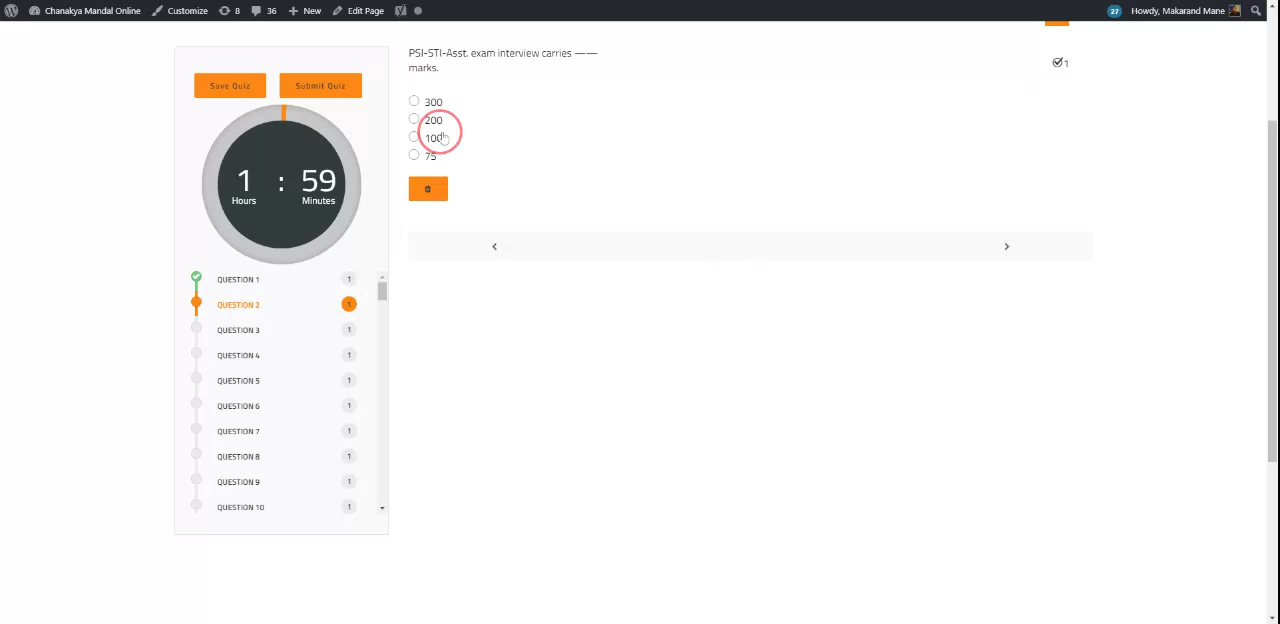 Chanakya Mandal Online Customize 8 36 New Edit Page 27 Howdy, Makarand Mane
PSI-STI-Asst. exam interview carries ——
marks.
1
Save Quiz Submit Quiz
300
200
100
75
1 : 59
Hours Minutes
QUESTION 1 1
QUESTION 2 1
QUESTION 3 1
QUESTION 4 1
QUESTION 5 1
QUESTION 6 1
QUESTION 7 1
QUESTION 8 1
QUESTION 9 1
QUESTION 10 1